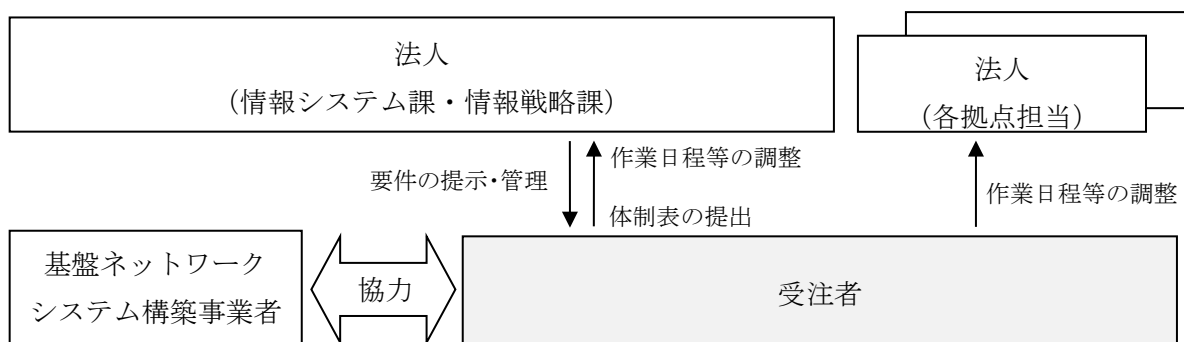 法人
（情報システム課・情報戦略課）
法人
（各拠点担当）
要件の提示・管理
作業日程等の調整
体制表の提出
作業日程等の調整
基盤ネットワーク
システム構築事業者
協力
受注者